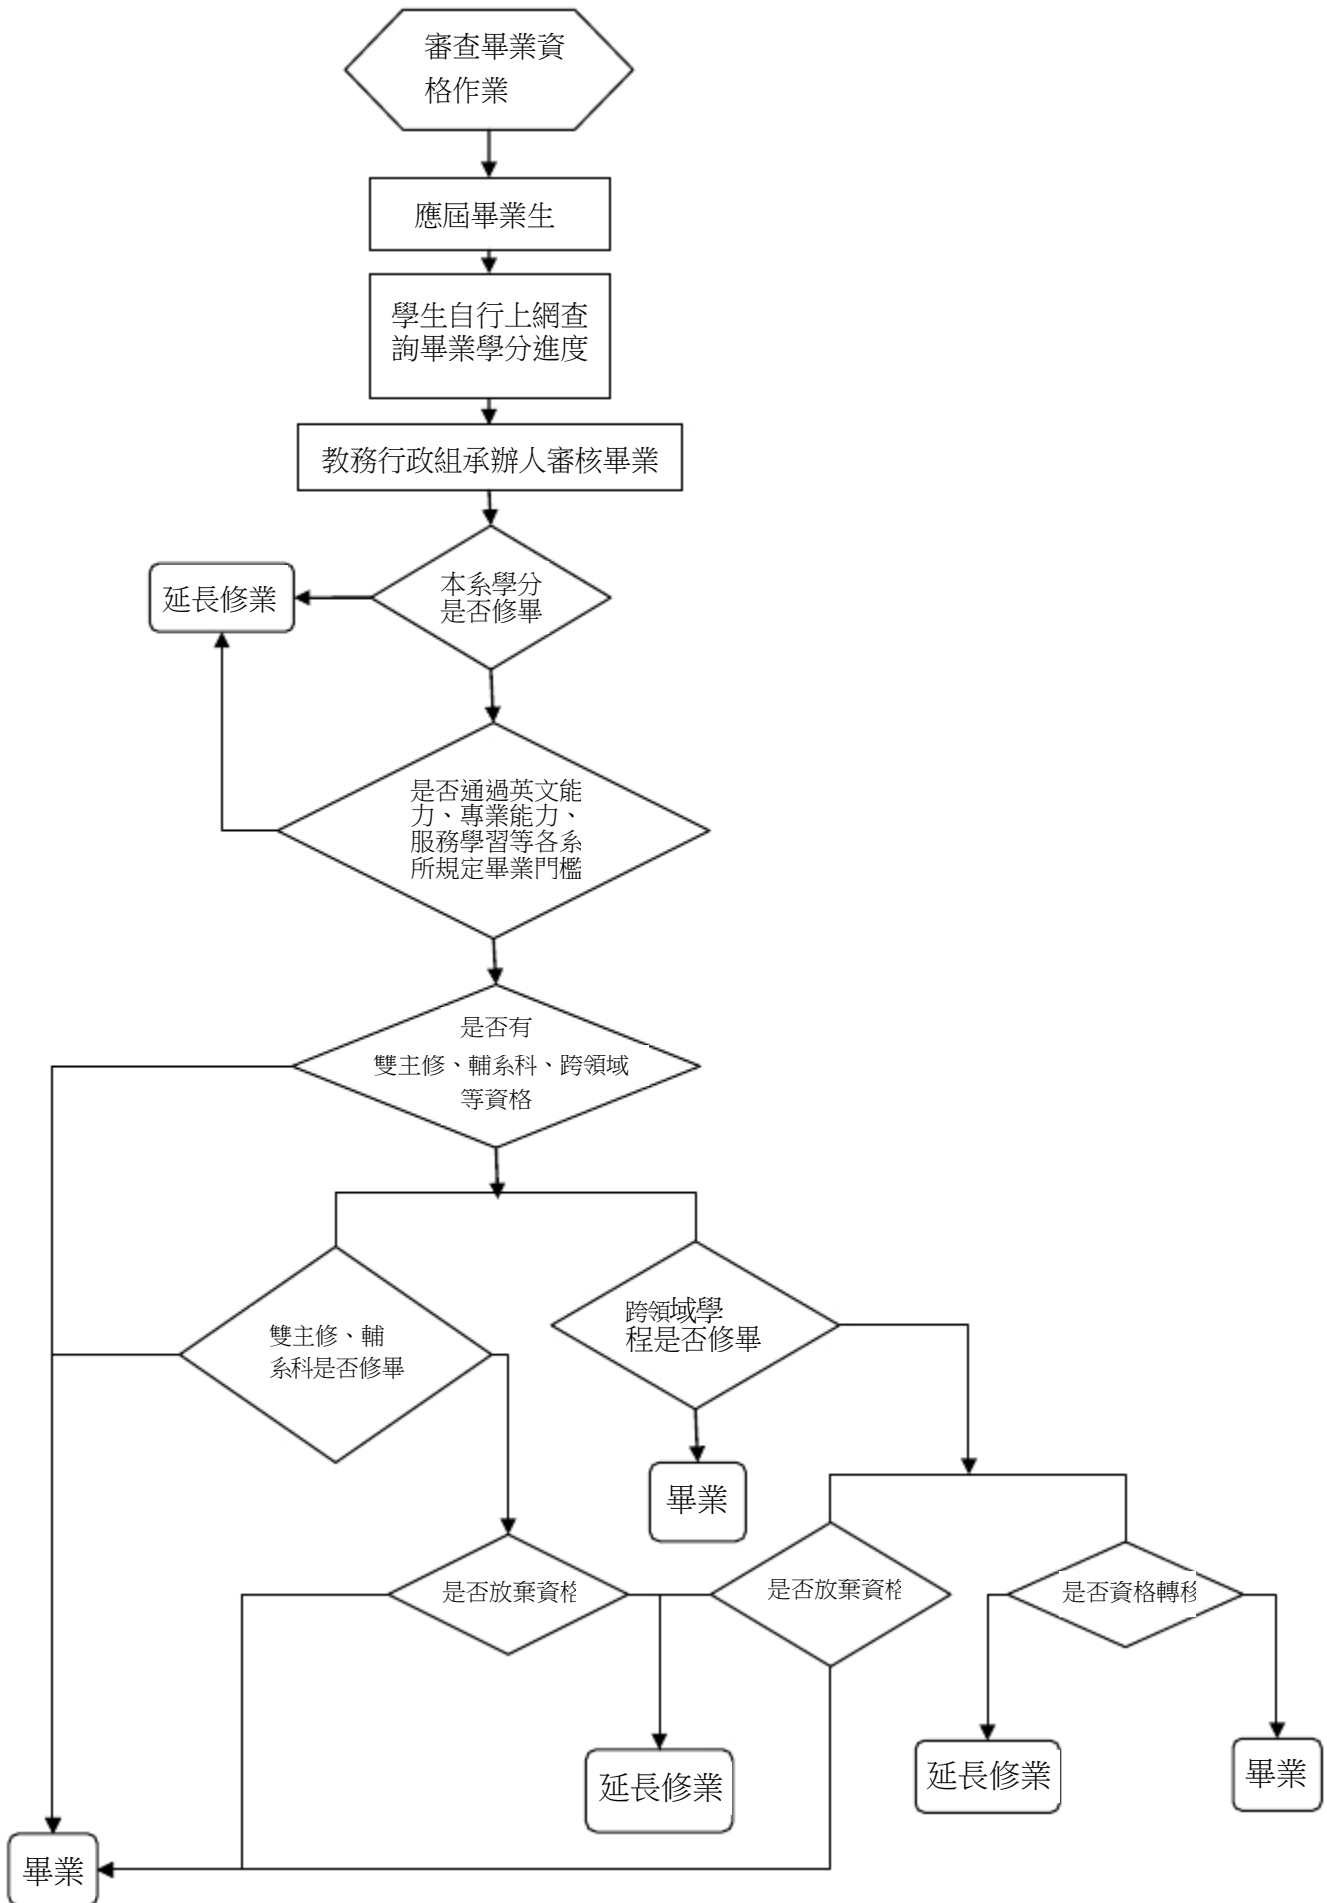 審查畢業資
格作業
應屆畢業生
學生自行上網查
詢畢業學分進度
教務行政組承辦人審核畢業
本系學分
是否修畢
延長修業
是否通過英文能
力、專業能力、
服務學習等各系
所規定畢業門檻
是否有
雙主修、輔系科、跨領域
等資格
雙主修、輔
系科是否修畢
跨領域學
程是否修畢
畢業
是否放棄資格
是否放棄資格
是否資格轉移
延長修業
延長修業
畢業
畢業